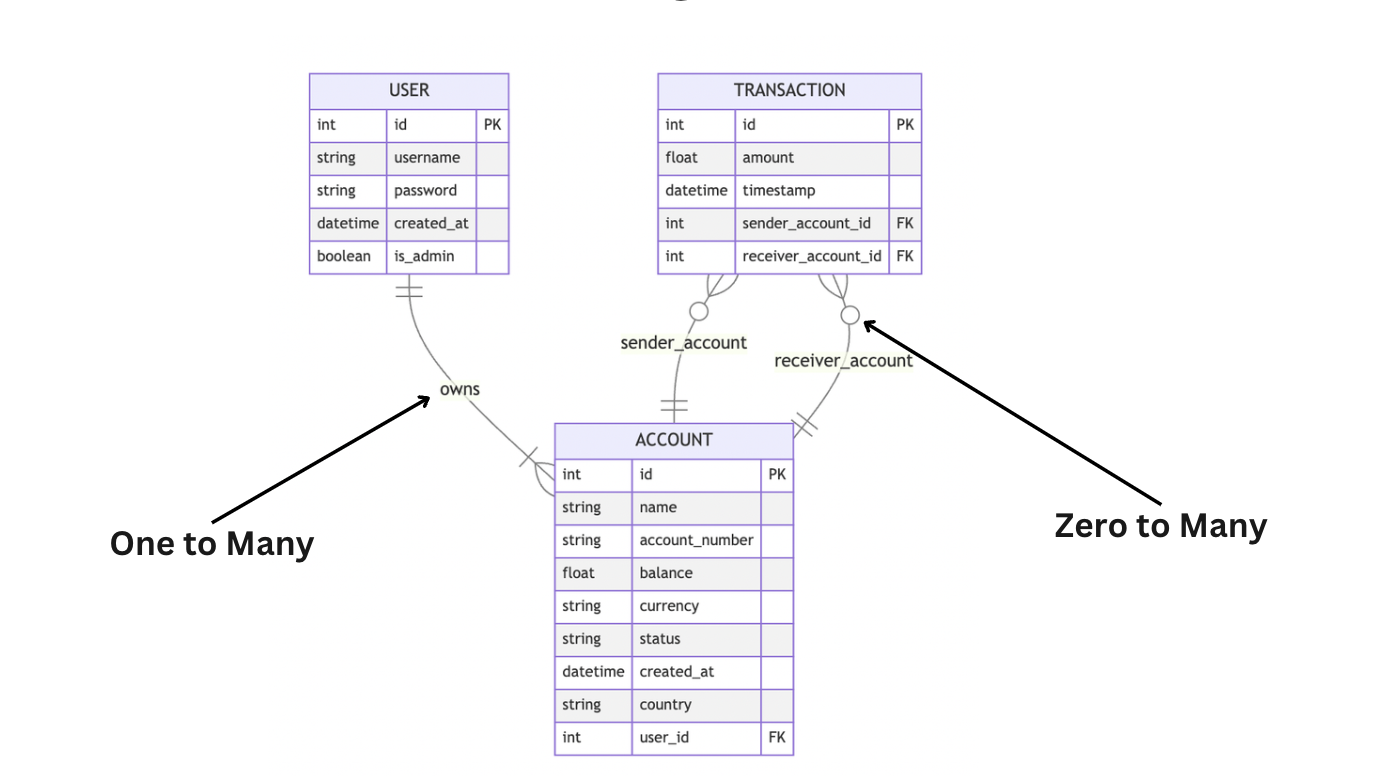 USER
int id PK
string username
string password
datetime created_at
boolean is_admin
TRANSACTION
int id PK
float amount
datetime timestamp
int sender_account_id FK
int receiver_account_id FK
sender_account
receiver_account
owns
One to Many
Zero to Many
ACCOUNT
int id PK
string name
string account_number
float balance
string currency
string status
datetime created_at
string country
int user_id FK